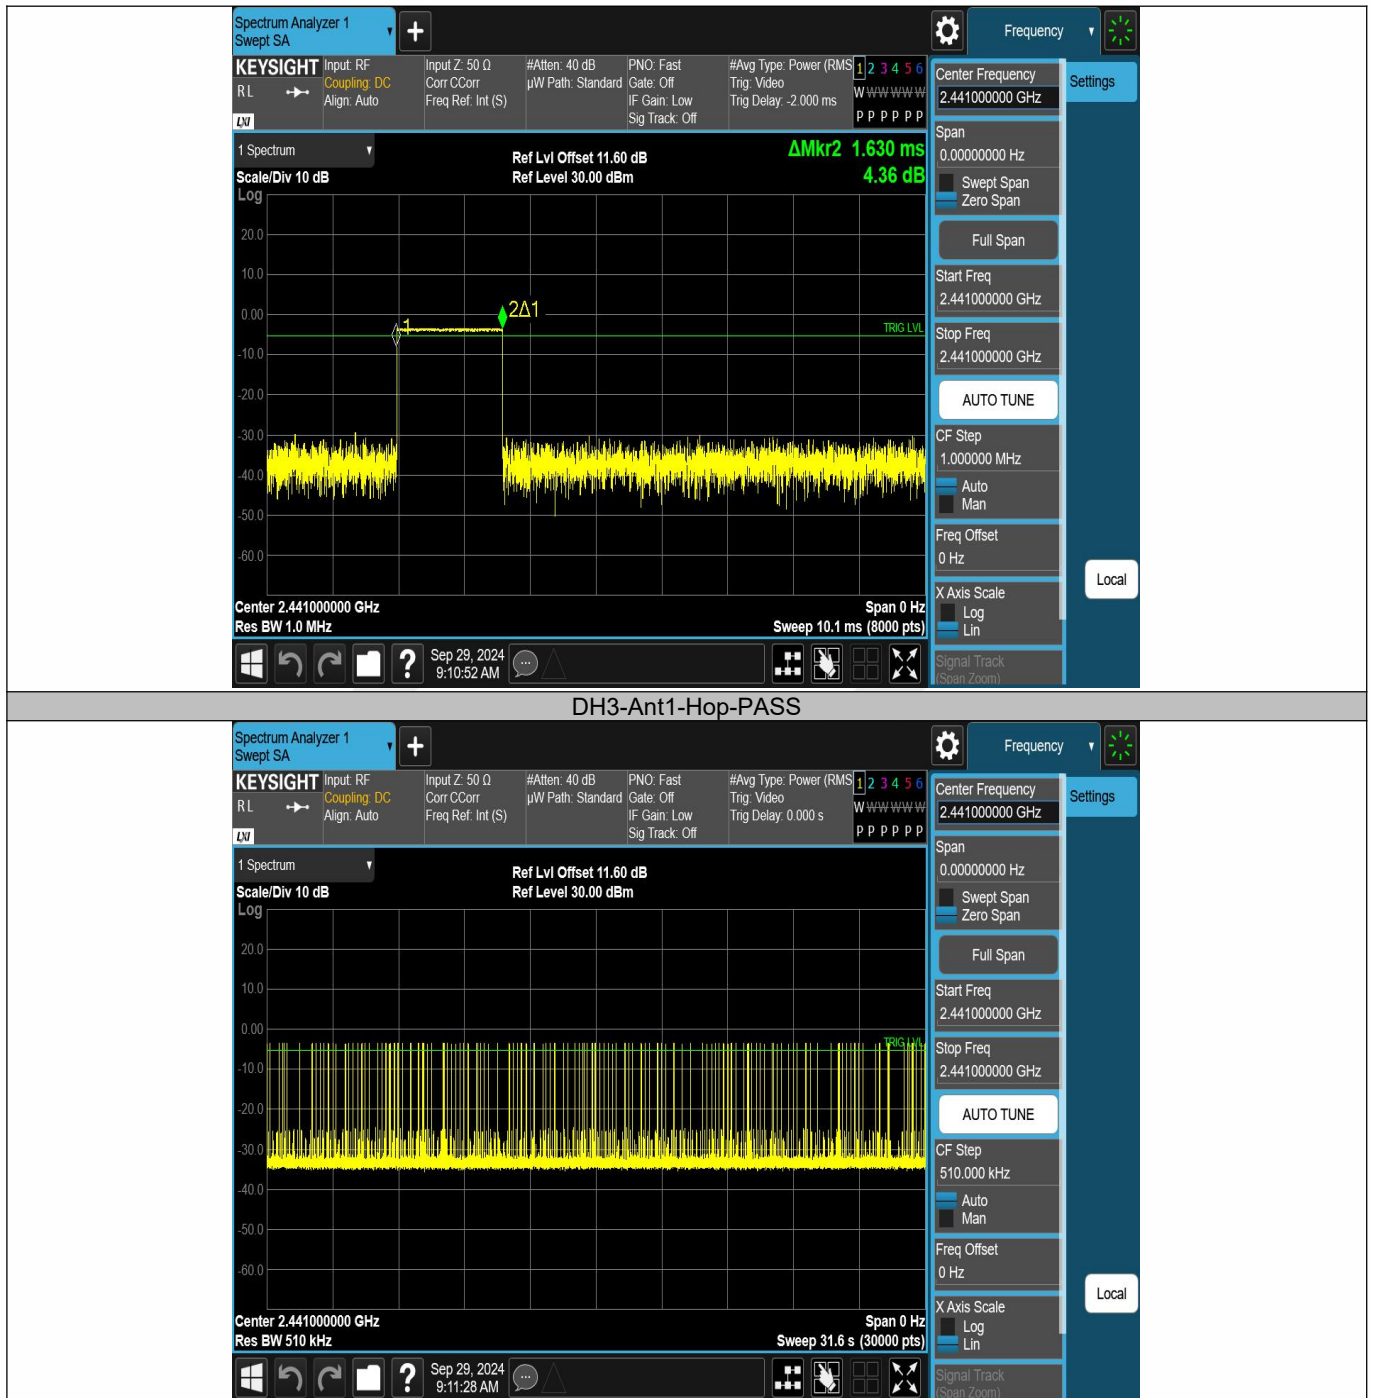 Spectrum Analyzer 1
Swept SA
Frequency
KEYSIGHT
RL
LXI
Input: RF
Coupling: DC
Align: Auto
Input Z: 50 Ω
Corr CCorr
Freq Ref: Int (S)
#Atten: 40 dB
µW Path: Standard
PNO: Fast
Gate: Off
IF Gain: Low
Sig Track: Off
#Avg Type: Power (RMS
Trig: Video
Trig Delay: -2.000 ms
1 2 3 4 5 6
W W W W W W
P P P P P P
Center Frequency
2.441000000 GHz
Settings
1 Spectrum
Scale/Div 10 dB
Log
Ref Lvl Offset 11.60 dB
Ref Level 30.00 dBm
ΔMkr2 1.630 ms
4.36 dB
20.0
10.0
0.00
-10.0
-20.0
-30.0
-40.0
-50.0
-60.0
1
2Δ1
TRIG LVL
Span
0.00000000 Hz
Swept Span
Zero Span
Full Span
Start Freq
2.441000000 GHz
Stop Freq
2.441000000 GHz
AUTO TUNE
CF Step
1.000000 MHz
Auto
Man
Freq Offset
0 Hz
X Axis Scale
Log
Lin
Signal Track
(Span Zoom)
Local
Center 2.441000000 GHz
Res BW 1.0 MHz
Span 0 Hz
Sweep 10.1 ms (8000 pts)
Sep 29, 2024
9:10:52 AM
DH3-Ant1-Hop-PASS
Spectrum Analyzer 1
Swept SA
Frequency
KEYSIGHT
RL
LXI
Input: RF
Coupling: DC
Align: Auto
Input Z: 50 Ω
Corr CCorr
Freq Ref: Int (S)
#Atten: 40 dB
µW Path: Standard
PNO: Fast
Gate: Off
IF Gain: Low
Sig Track: Off
#Avg Type: Power (RMS
Trig: Video
Trig Delay: 0.000 s
1 2 3 4 5 6
W W W W W W
P P P P P P
Center Frequency
2.441000000 GHz
Settings
1 Spectrum
Scale/Div 10 dB
Log
Ref Lvl Offset 11.60 dB
Ref Level 30.00 dBm
20.0
10.0
0.00
-10.0
-20.0
-30.0
-40.0
-50.0
-60.0
TRIG LVL
Span
0.00000000 Hz
Swept Span
Zero Span
Full Span
Start Freq
2.441000000 GHz
Stop Freq
2.441000000 GHz
AUTO TUNE
CF Step
510.000 kHz
Auto
Man
Freq Offset
0 Hz
X Axis Scale
Log
Lin
Signal Track
(Span Zoom)
Local
Center 2.441000000 GHz
Res BW 510 kHz
Span 0 Hz
Sweep 31.6 s (30000 pts)
Sep 29, 2024
9:11:28 AM